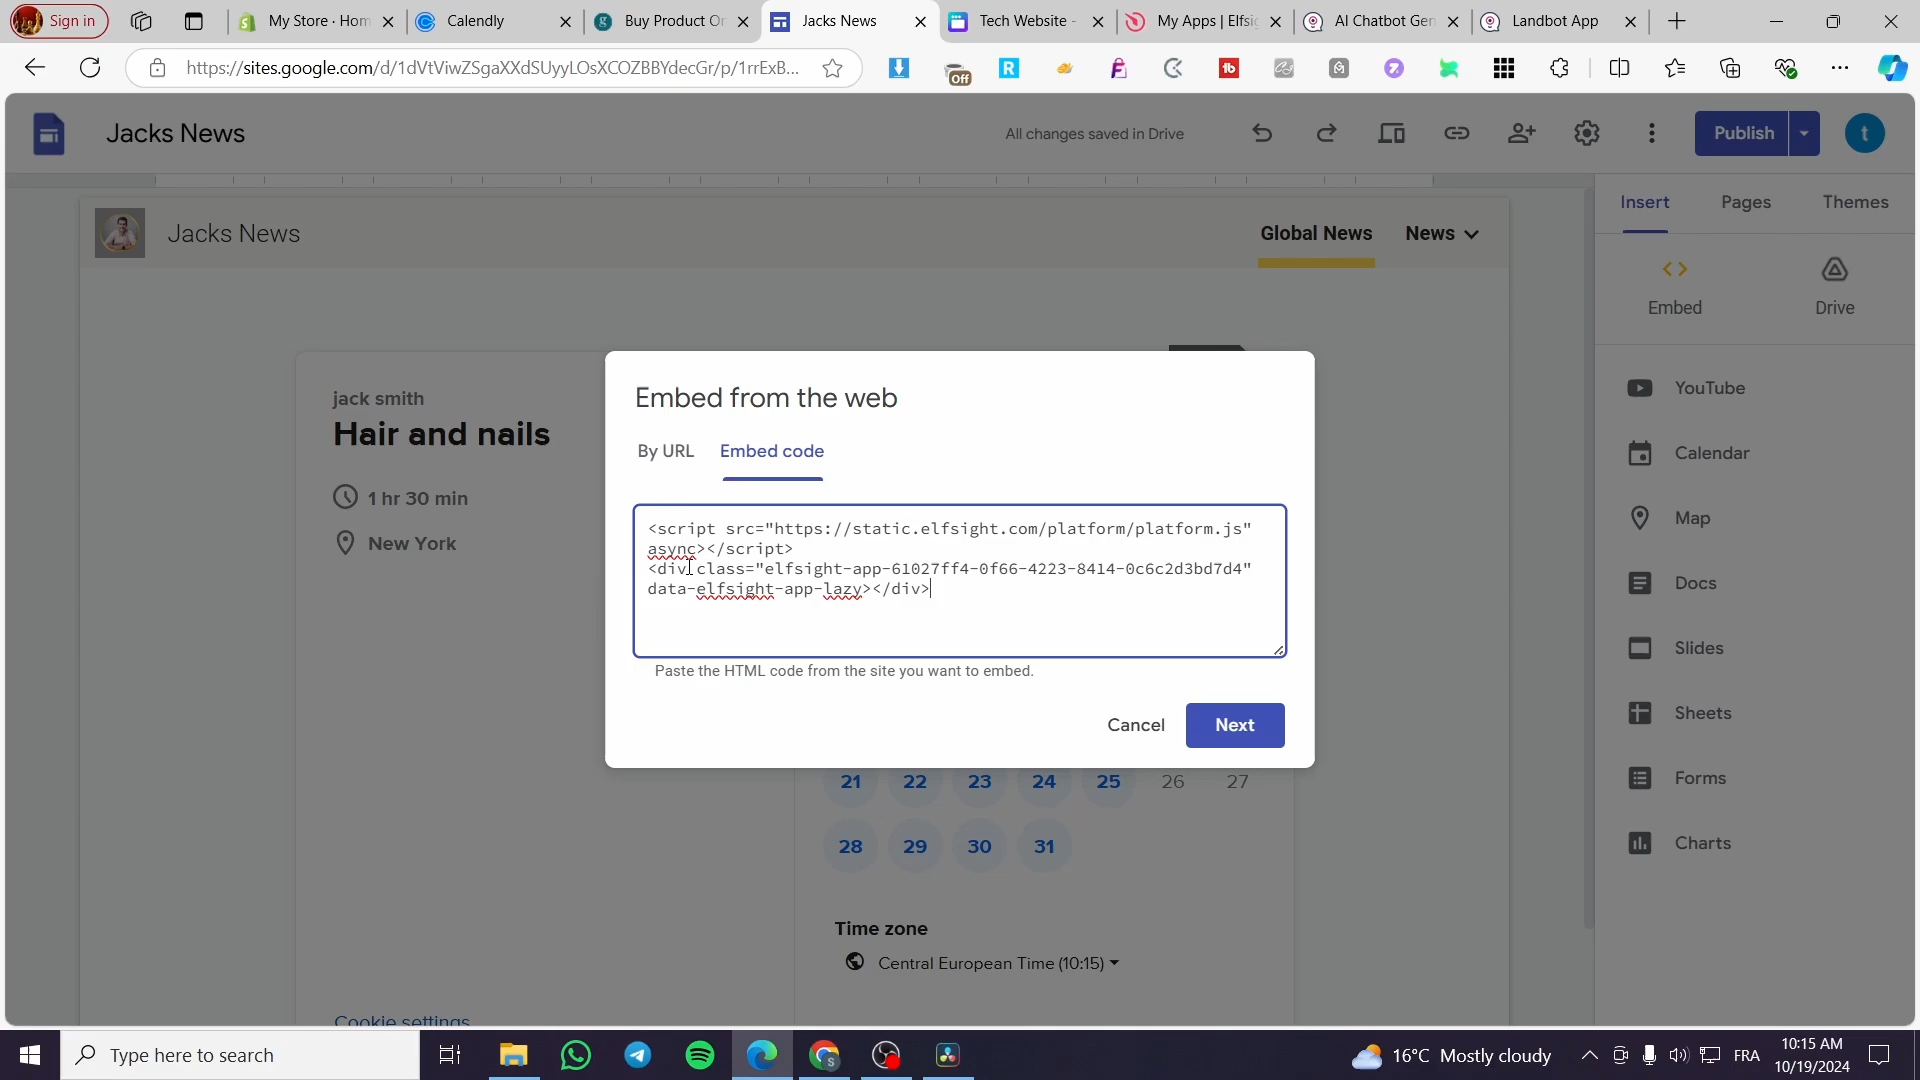 Sign in
My Store · Hom
Calendly
Buy Product Or
Jacks News
Tech Website -
My Apps | Elfsi
AI Chatbot Gen
Landbot App
https://sites.google.com/d/1dVtViwZSgaXXdSUyyLOsXCOZBBYdecGr/p/1rrExB...
Off
Jacks News
All changes saved in Drive
Publish
t
Jacks News
Global News
News
Insert
Pages
Themes
Embed
Drive
YouTube
Calendar
Map
Docs
Slides
Sheets
Forms
Charts
jack smith
Hair and nails
1 hr 30 min
New York
Embed from the web
By URL
Embed code
<script src="https://static.elfsight.com/platform/platform.js"
async></script>
<div class="elfsight-app-61027ff4-0f66-4223-8414-0c6c2d3bd7d4"
data-elfsight-app-lazy></div>
Paste the HTML code from the site you want to embed.
Cancel
Next
21 22 23 24 25 26 27
28 29 30 31
Time zone
Central European Time (10:15)
Cookie settings
Type here to search
16°C Mostly cloudy
FRA
10:15 AM
10/19/2024